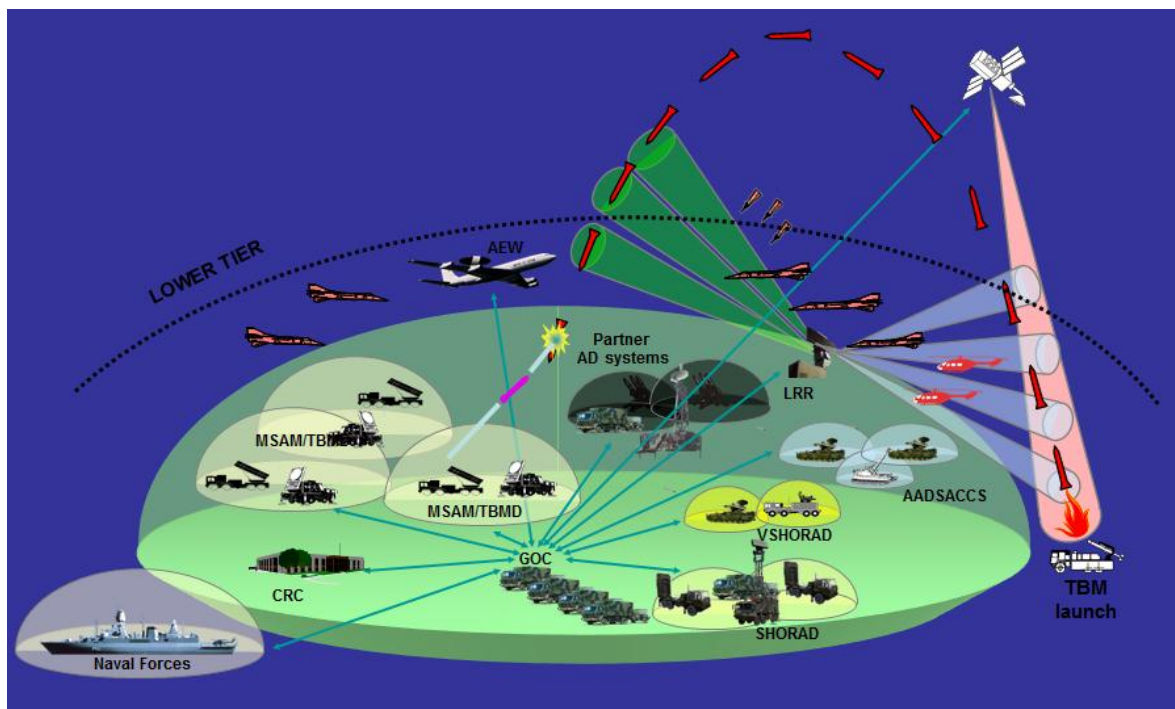 LOWER TIER
AEW
Partner
AD systems
LRR
MSAM/TBMD
MSAM/TBMD
AADSACCS
VSHORAD
GOC
CRC
SHORAD
TBM
launch
Naval Forces